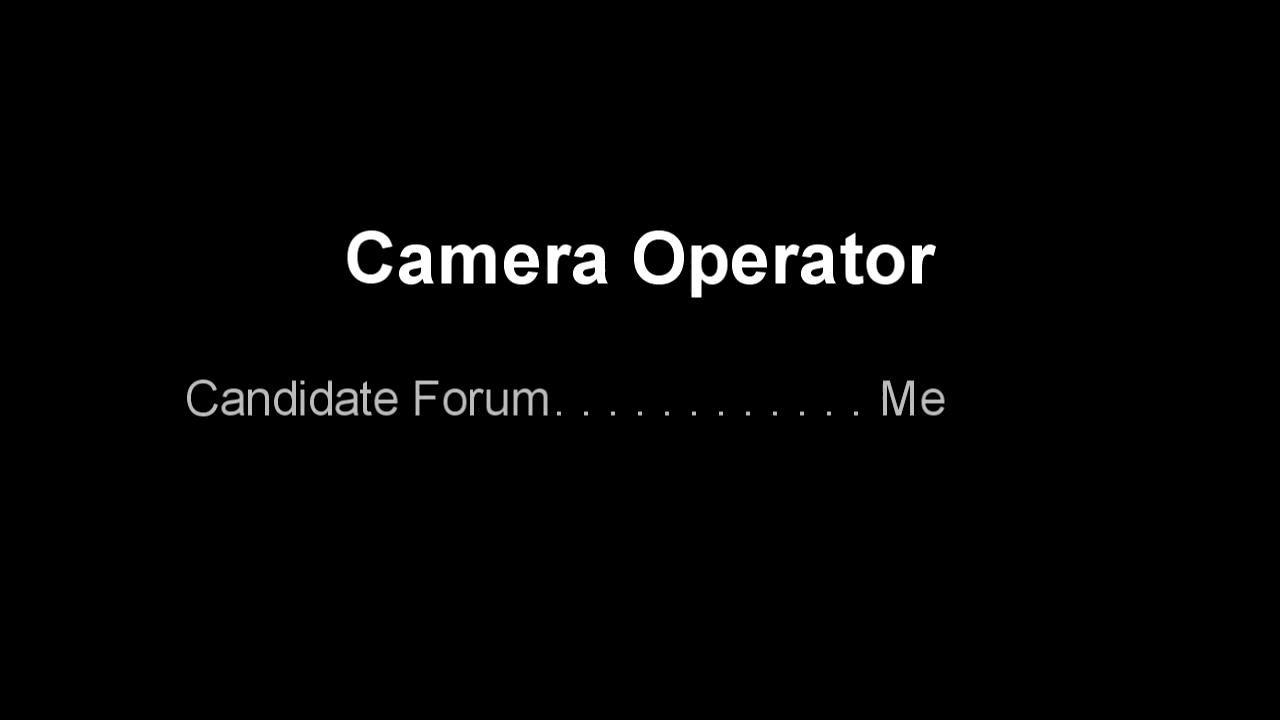 Camera Operator
Candidate Forum. . . . . . . . . . . . Me